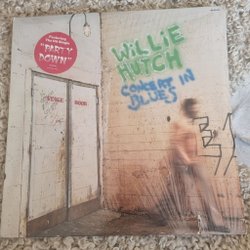 "PARTY
DOWN"
WILLIE
HUTCH
CONCERT IN
BLUES
STAGE DOOR